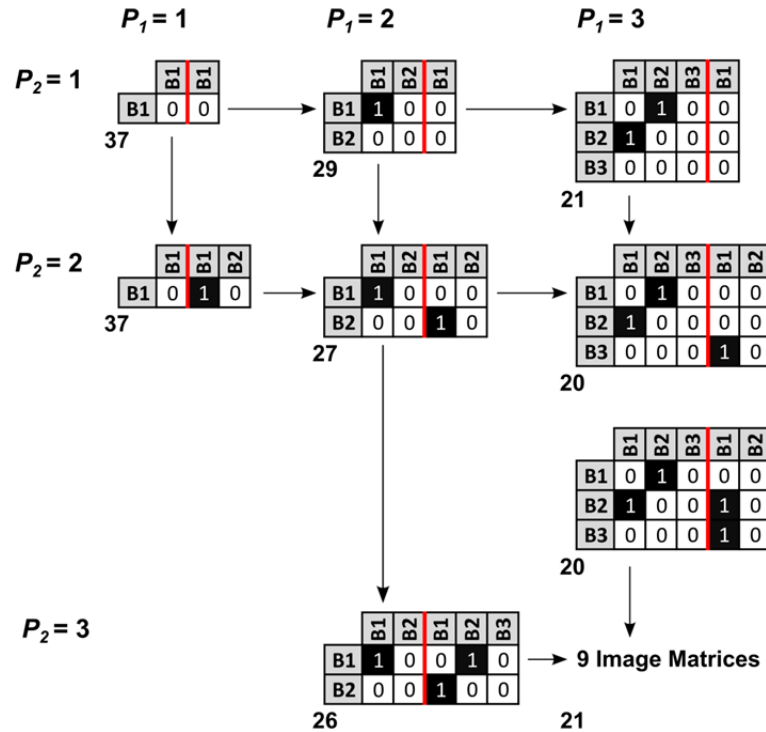 P1 = 1 P1 = 2 P1 = 3
P2 = 1
B1 B1
B1 0 0
37
B1 B2 B1
B1 1 0 0
B2 0 0 0
29
B1 B2 B3 B1
B1 0 1 0 0
B2 1 0 0 0
B3 0 0 0 0
21
P2 = 2
B1 B1 B2
B1 0 1 0
37
B1 B2 B1 B2
B1 1 0 0 0
B2 0 0 1 0
27
B1 B2 B3 B1 B2
B1 0 1 0 0 0
B2 1 0 0 0 0
B3 0 0 0 1 0
20
B1 B2 B3 B1 B2
B1 0 1 0 0 0
B2 1 0 0 1 0
B3 0 0 0 1 0
20
P2 = 3
B1 B2 B1 B2 B3
B1 1 0 0 1 0
B2 0 0 1 0 0
26
9 Image Matrices
21